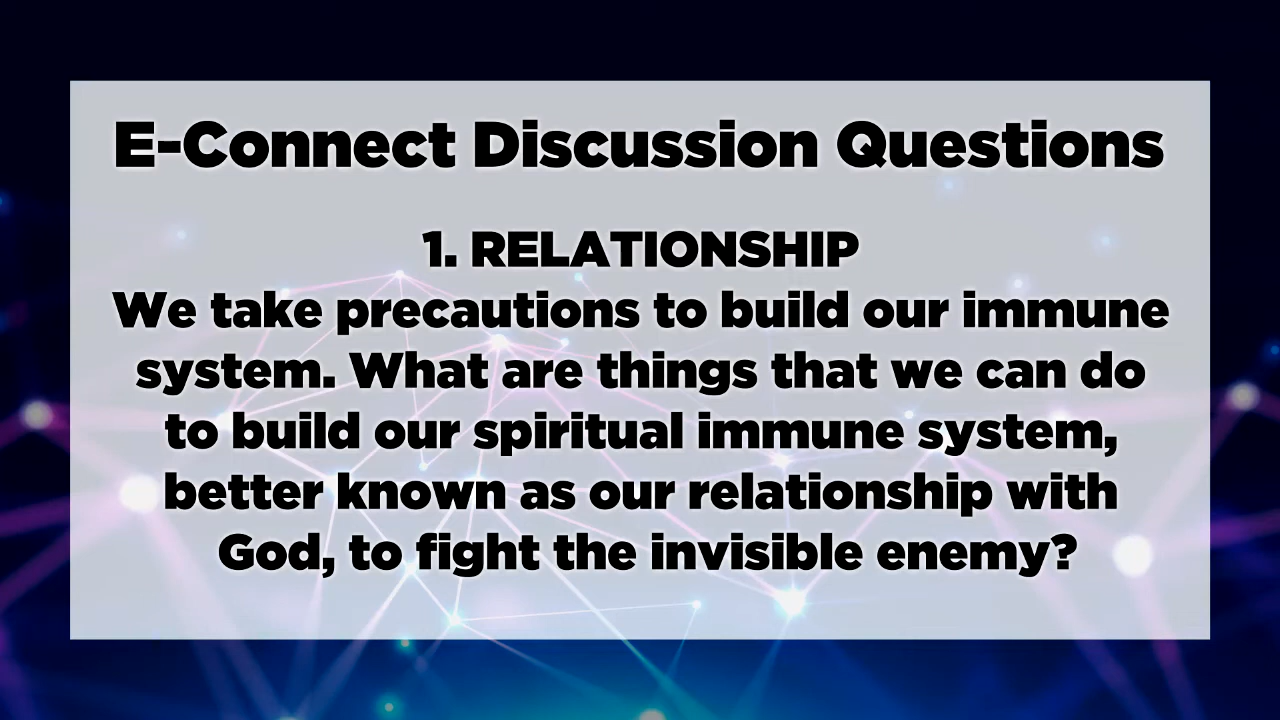 E-Connect Discussion Questions
1. RELATIONSHIP
We take precautions to build our immune
system. What are things that we can do
to build our spiritual immune system,
better known as our relationship with
God, to fight the invisible enemy?